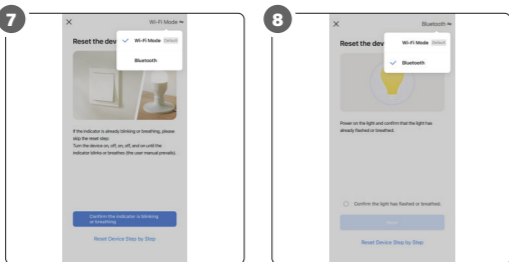 7
Wi-Fi Mode
Reset the dev
Wi-Fi Mode Default
Bluetooth
If the indicator is already blinking or breathing, please
skip the reset step.
Turn the device on, off, on, off, and on until the
indicator blinks or breathes (the user manual prevails).
Confirm the indicator is blinking
or breathing
Reset Device Step by Step
8
Bluetooth
Reset the dev
Wi-Fi Mode Default
Bluetooth
Power on the light and confirm that the light has
already flashed or breathed.
Confirm the light has flashed or breathed.
Reset Device Step by Step